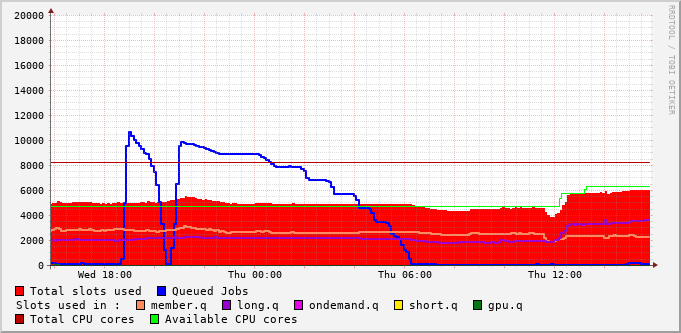 20000
18000
16000
14000
12000
10000
8000
6000
4000
2000
0
Wed 18:00 Thu 00:00 Thu 06:00 Thu 12:00
RRDTOOL / TOBI OETIKER
Total slots used Queued Jobs
Slots used in : member.q long.q ondemand.q short.q gpu.q
Total CPU cores Available CPU cores